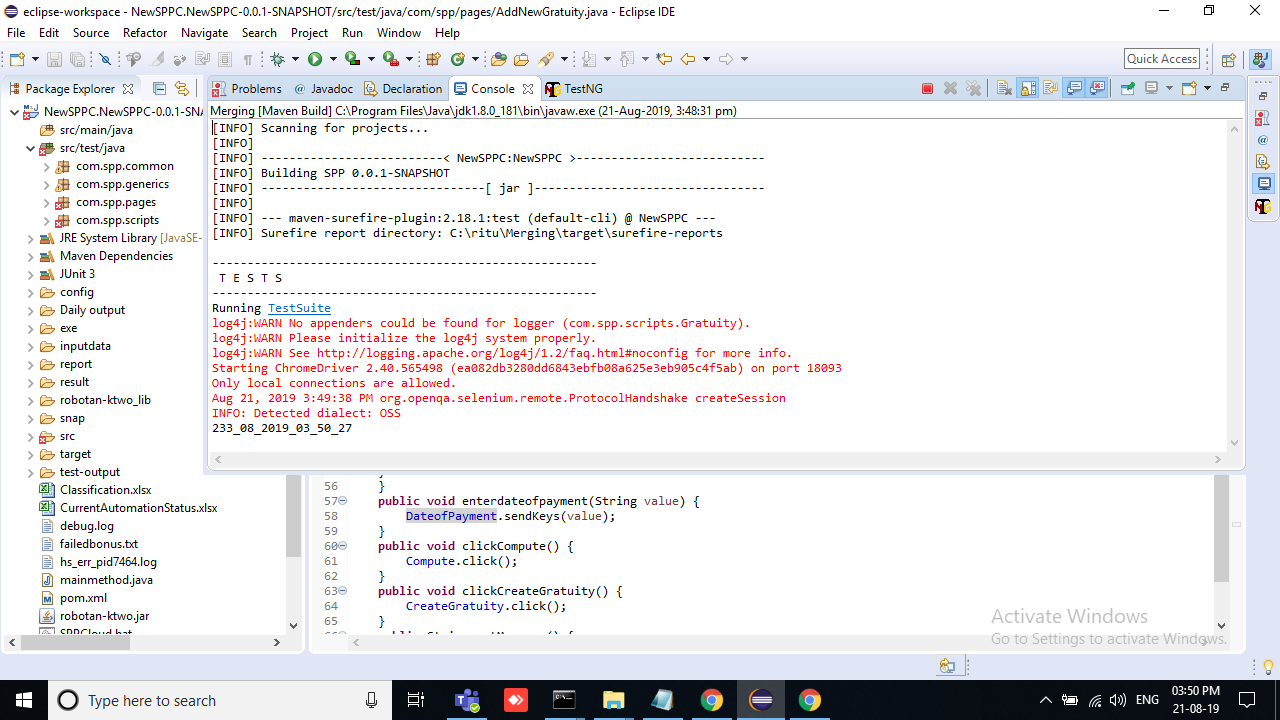 eclipse-workspace - NewSPPC.NewSPPC-0.0.1-SNAPSHOT/src/test/java/com/spp/pages/AddNewGratuity.java - Eclipse IDE
File Edit Source Refactor Navigate Search Project Run Window Help
Quick Access
Package Explorer
NewSPPC.NewSPPC-0.0.1-SNA
src/main/java
src/test/java
com.spp.common
com.spp.generics
com.spp.pages
com.spp.scripts
JRE System Library [JavaSE-
Maven Dependencies
JUnit 3
config
Daily output
exe
inputdata
report
result
robotan-ktwo_lib
snap
src
target
test-output
Classification.xlsx
CurrentAutomationStatus.xlsx
debug.log
failedbonus.txt
hs_err_pid7464.log
mainmethod.java
pom.xml
robotan-ktwo.jar
SPPCloud.bat
Problems @ Javadoc Declaration Console TestNG
Merging [Maven Build] C:\Program Files\Java\jdk1.8.0_181\bin\javaw.exe (21-Aug-2019, 3:48:31 pm)
[INFO] Scanning for projects...
[INFO]
[INFO] --------------------------< NewSPPC:NewSPPC >---------------------------
[INFO] Building SPP 0.0.1-SNAPSHOT
[INFO] --------------------------------[ jar ]---------------------------------
[INFO]
[INFO] --- maven-surefire-plugin:2.18.1:test (default-cli) @ NewSPPC ---
[INFO] Surefire report directory: C:\ritu\Merging\target\surefire-reports
-------------------------------------------------------
T E S T S
-------------------------------------------------------
Running TestSuite
log4j:WARN No appenders could be found for logger (com.spp.scripts.Gratuity).
log4j:WARN Please initialize the log4j system properly.
log4j:WARN See http://logging.apache.org/log4j/1.2/faq.html#noconfig for more info.
Starting ChromeDriver 2.40.565498 (ea082db3280dd6843ebfb08a625e3eb905c4f5ab) on port 18093
Only local connections are allowed.
Aug 21, 2019 3:49:38 PM org.openqa.selenium.remote.ProtocolHandshake createSession
INFO: Detected dialect: OSS
233_08_2019_03_50_27
56 }
57 public void enterdateofpayment(String value) {
58 DateofPayment.sendKeys(value);
59 }
60 public void clickCompute() {
61 Compute.click();
62 }
63 public void clickCreateGratuity() {
64 CreateGratuity.click();
65 }
Activate Windows
Go to Settings to activate Windows.
Type here to search
ENG
03:50 PM
21-08-19